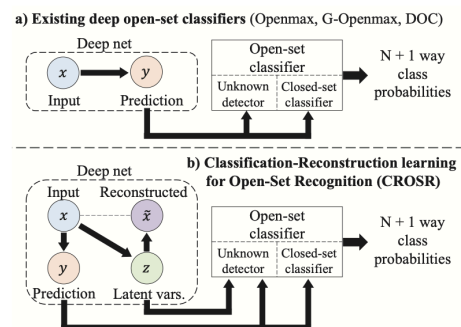 a) Existing deep open-set classifiers (Openmax, G-Openmax, DOC)
Deep net
x
y
Input
Prediction
Open-set
classifier
Unknown
detector
Closed-set
classifier
N + 1 way
class
probabilities
b) Classification-Reconstruction learning
for Open-Set Recognition (CROSR)
Deep net
Input
Reconstructed
x
x̃
y
z
Prediction
Latent vars.
Open-set
classifier
Unknown
detector
Closed-set
classifier
N + 1 way
class
probabilities